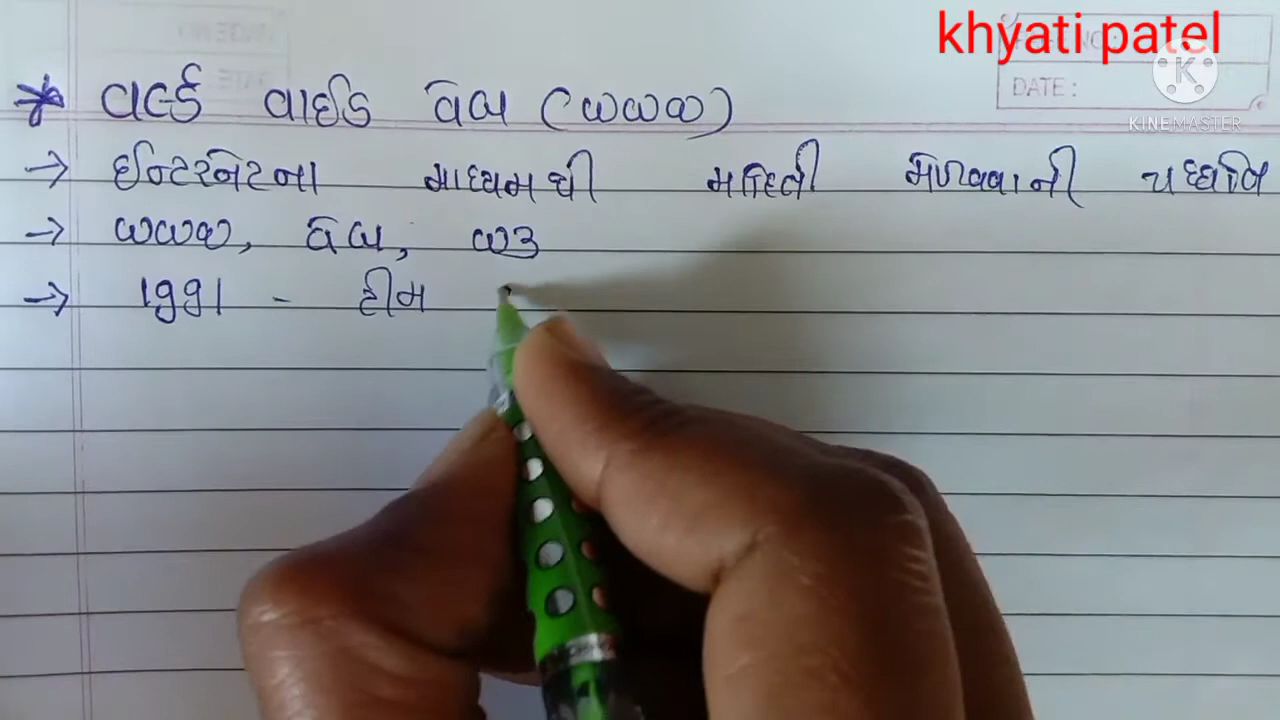 khyati patel
DATE :
KINEMASTER
* વર્લ્ડ વાઈડ વેબ (WWW)
→ ઈન્ટરનેટના માધ્યમથી માહિતી મેળવવાની પધ્ધતિ
→ WWW, વેબ, W3
→ 1991 - ટીમ